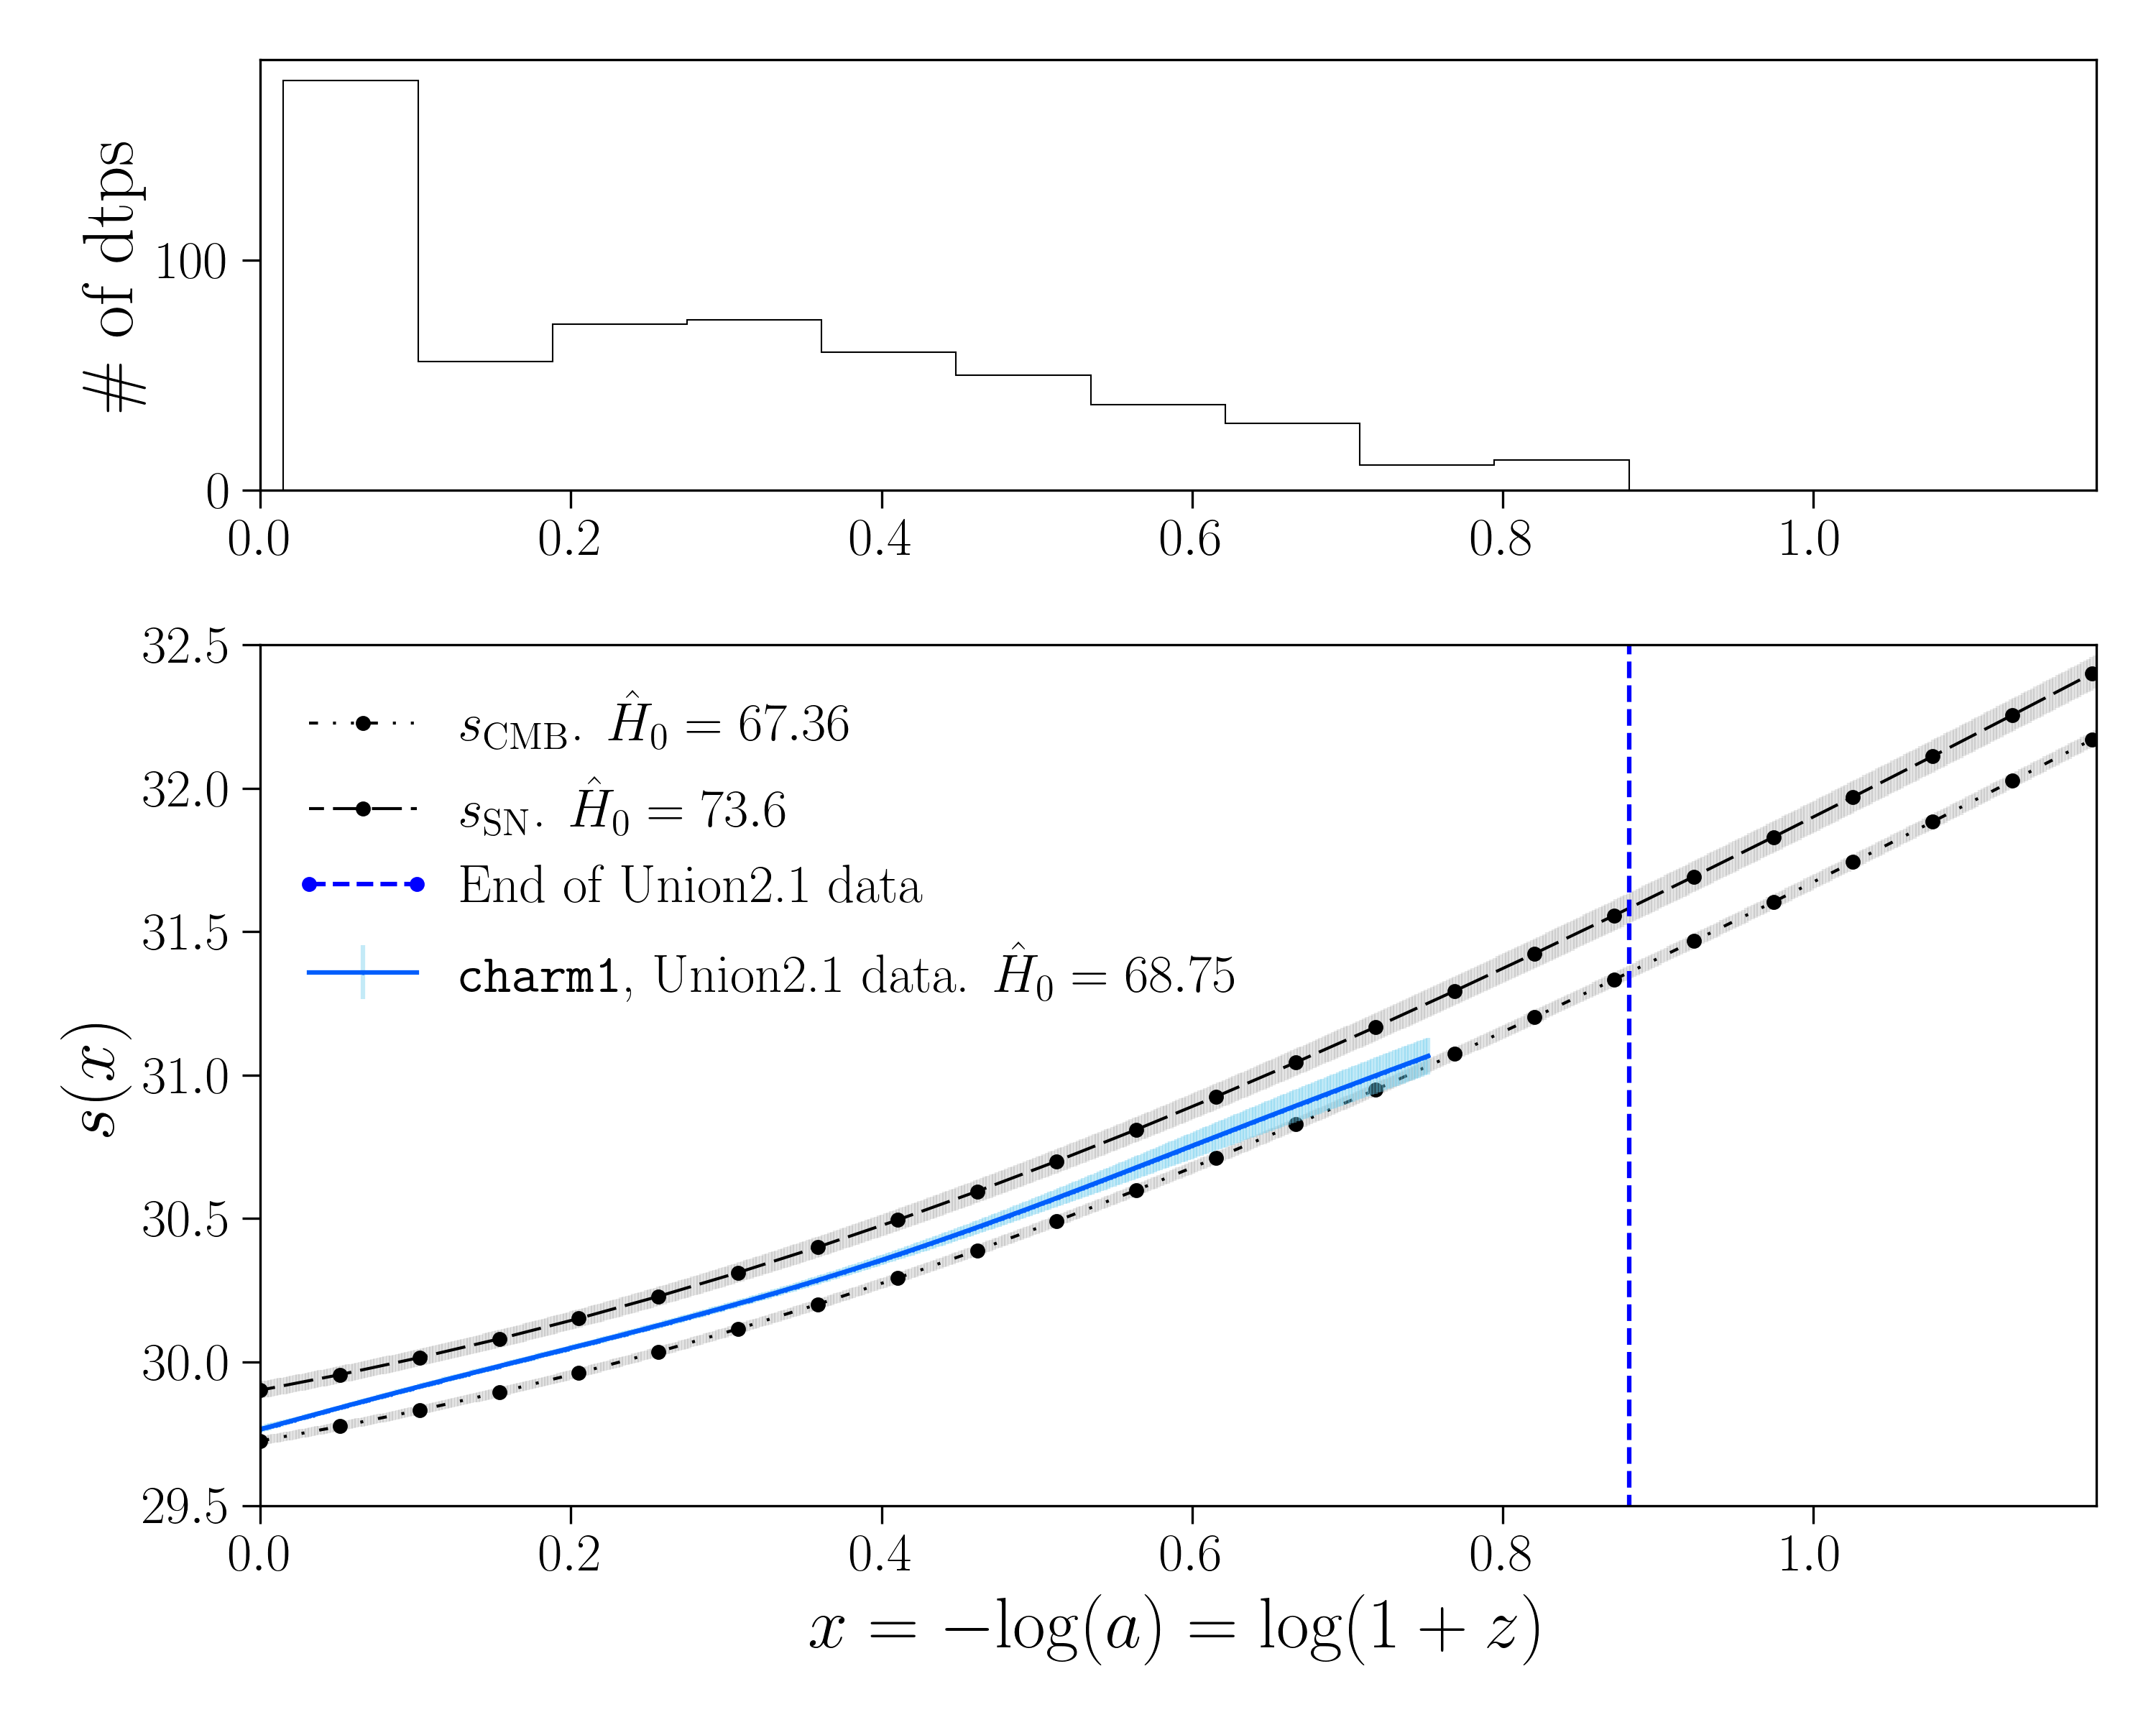 # of dtps
100
0
0.0 0.2 0.4 0.6 0.8 1.0
s(x)
32.5
32.0
31.5
31.0
30.5
30.0
29.5
s_CMB. Ĥ_0 = 67.36
s_SN. Ĥ_0 = 73.6
End of Union2.1 data
charm1, Union2.1 data. Ĥ_0 = 68.75
0.0 0.2 0.4 0.6 0.8 1.0
x = −log(a) = log(1 + z)